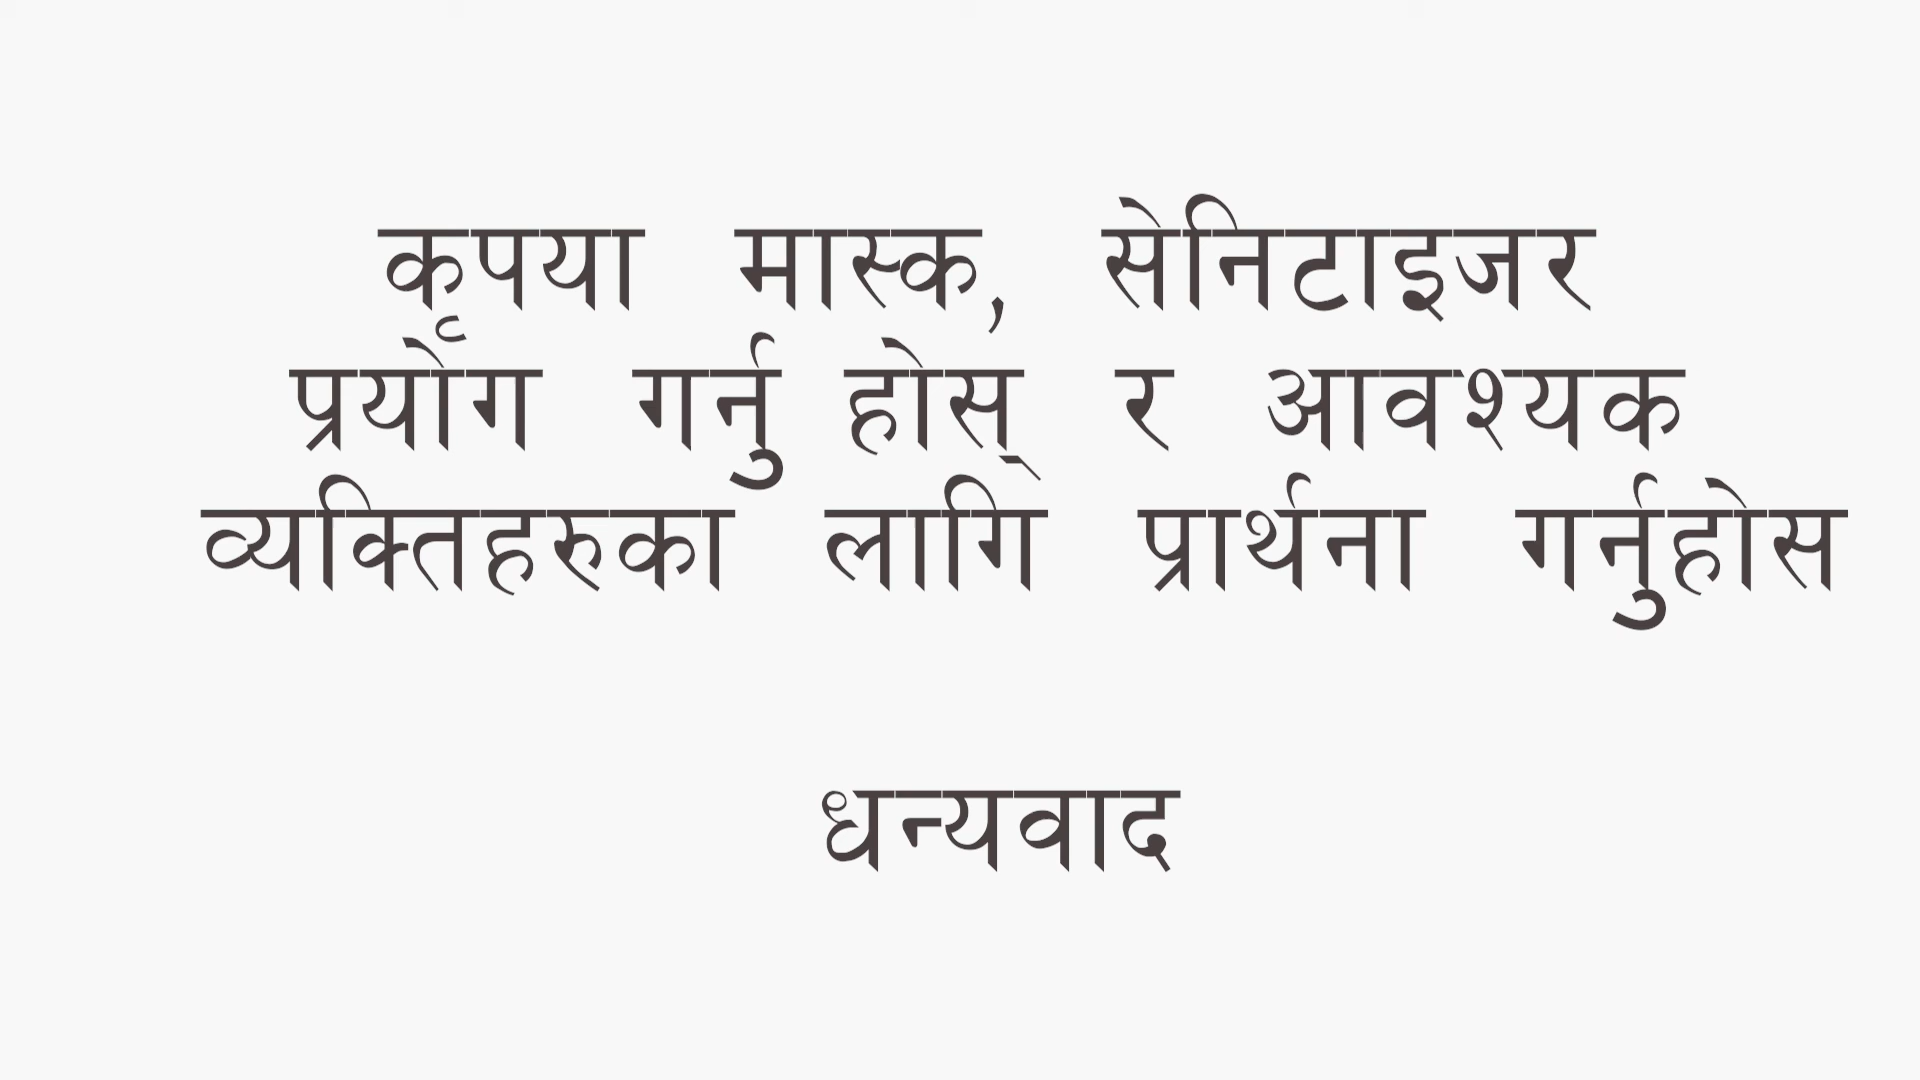 कृपया मास्क, सेनिटाइजर
प्रयोग गर्नु होस् र आवश्यक
व्यक्तिहरुका लागि प्रार्थना गर्नुहोस
धन्यवाद